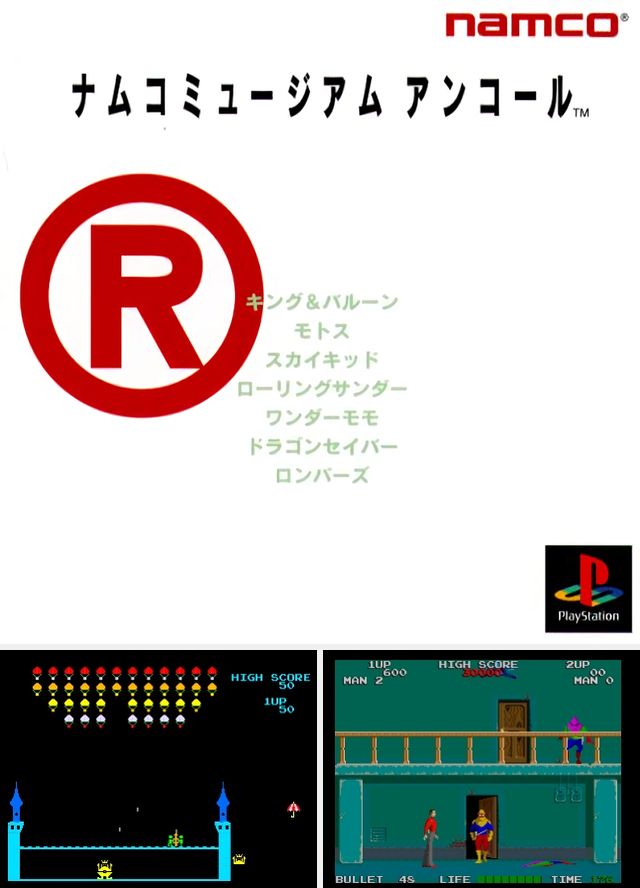 namco®
ナムコミュージアム アンコール™
R
キング&バルーン
モトス
スカイキッド
ローリングサンダー
ワンダーモモ
ドラゴンセイバー
ロンパーズ
PlayStation
HIGH SCORE
50
1UP
50
1UP HIGH SCORE 2UP
600 20000 00
MAN 2 MAN 0
BULLET 48 LIFE TIME